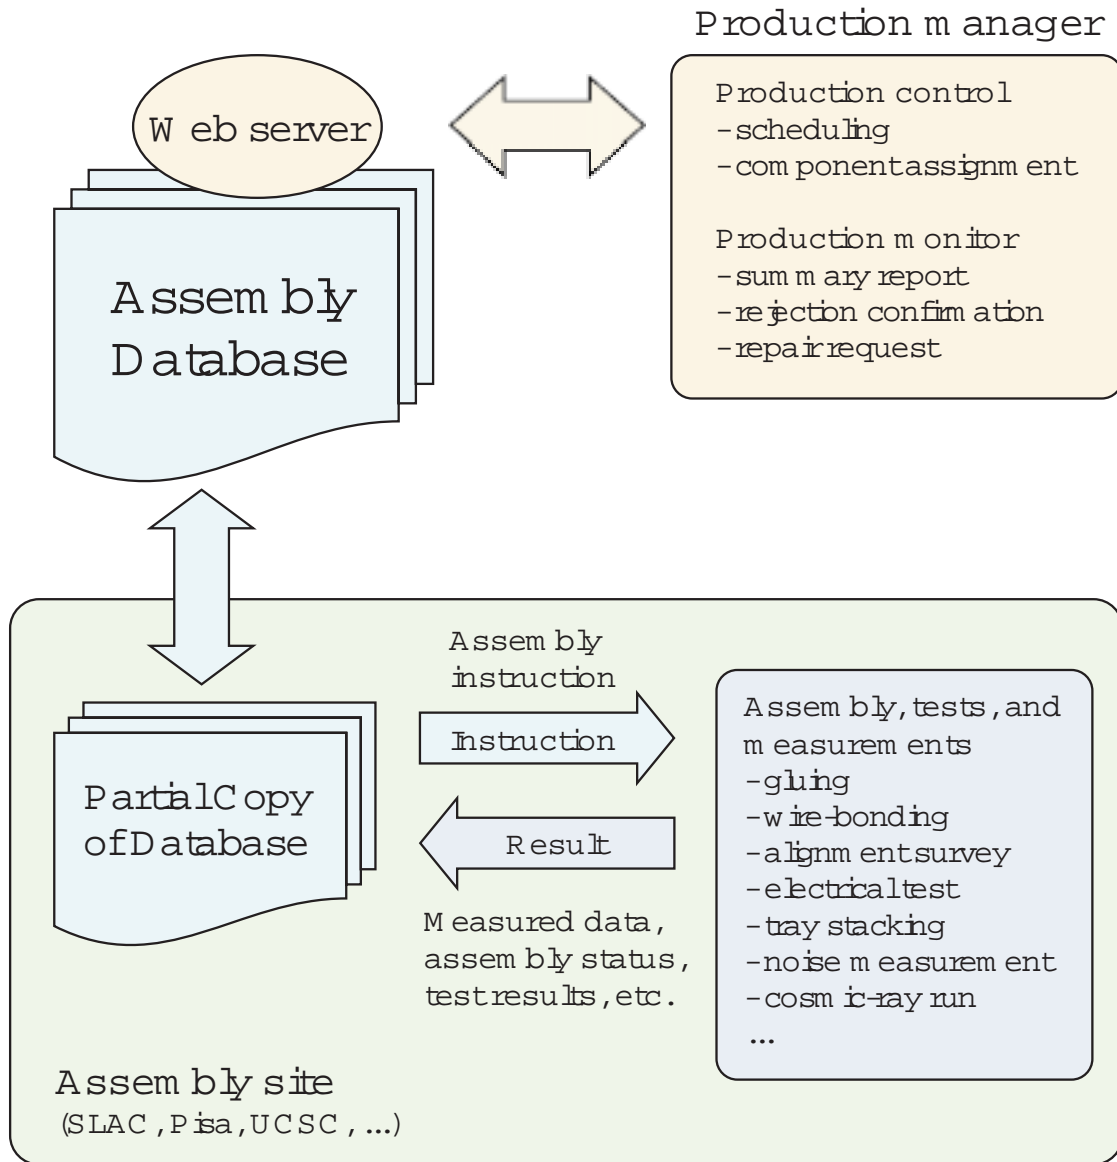 Production manager
Web server
Production control
-scheduling
-component assignment
Production monitor
-summary report
-rejection confirmation
-repair request
Assembly
Database
Assembly
instruction
Instruction
Partial Copy
of Database
Result
Measured data,
assembly status,
test results, etc.
Assembly, tests, and
measurements
-gluing
-wire-bonding
-alignment survey
-electrical test
-tray stacking
-noise measurement
-cosmic-ray run
...
Assembly site
(SLAC, Pisa, UCSC, ...)